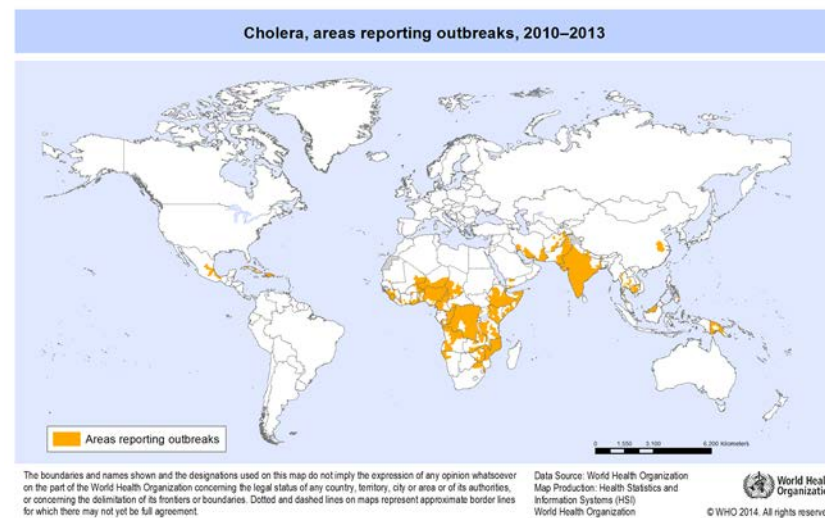 Cholera, areas reporting outbreaks, 2010–2013
Areas reporting outbreaks
0 1,550 3,100 6,200 Kilometers
The boundaries and names shown and the designations used on this map do not imply the expression of any opinion whatsoever
on the part of the World Health Organization concerning the legal status of any country, territory, city or area or of its authorities,
or concerning the delimitation of its frontiers or boundaries. Dotted and dashed lines on maps represent approximate border lines
for which there may not yet be full agreement.
Data Source: World Health Organization
Map Production: Health Statistics and
Information Systems (HSI)
World Health Organization
World Heal
Organizatio
© WHO 2014. All rights reserve